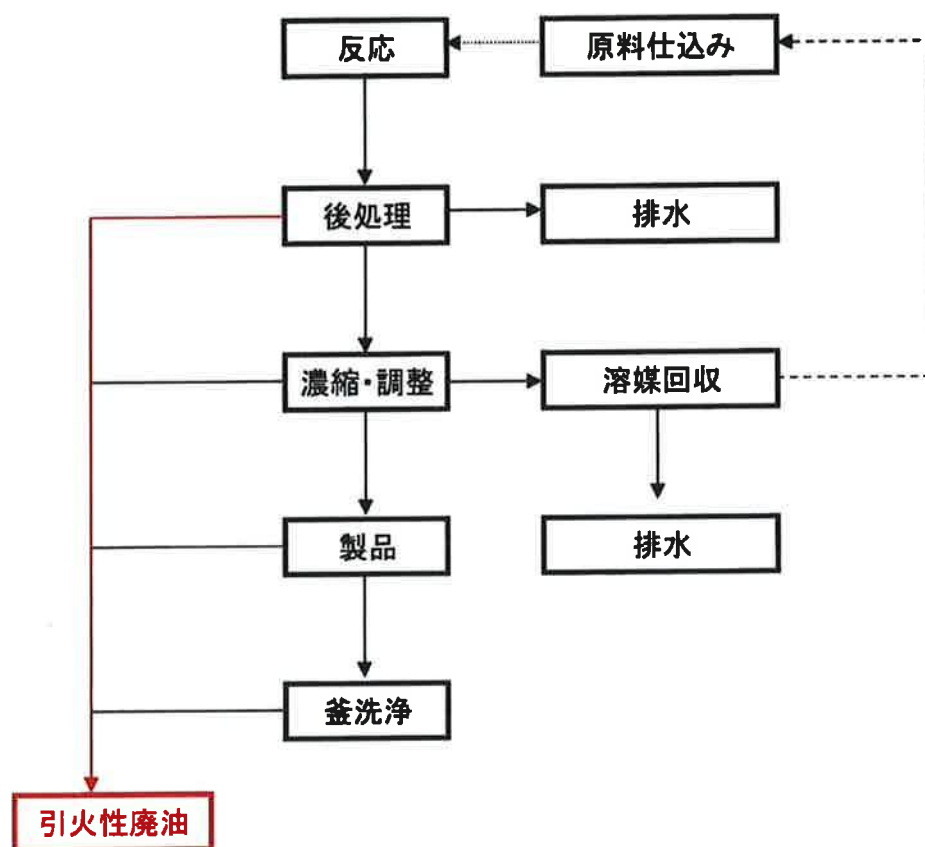 反応
原料仕込み
後処理
排水
濃縮・調整
溶媒回収
製品
排水
釜洗浄
引火性廃油